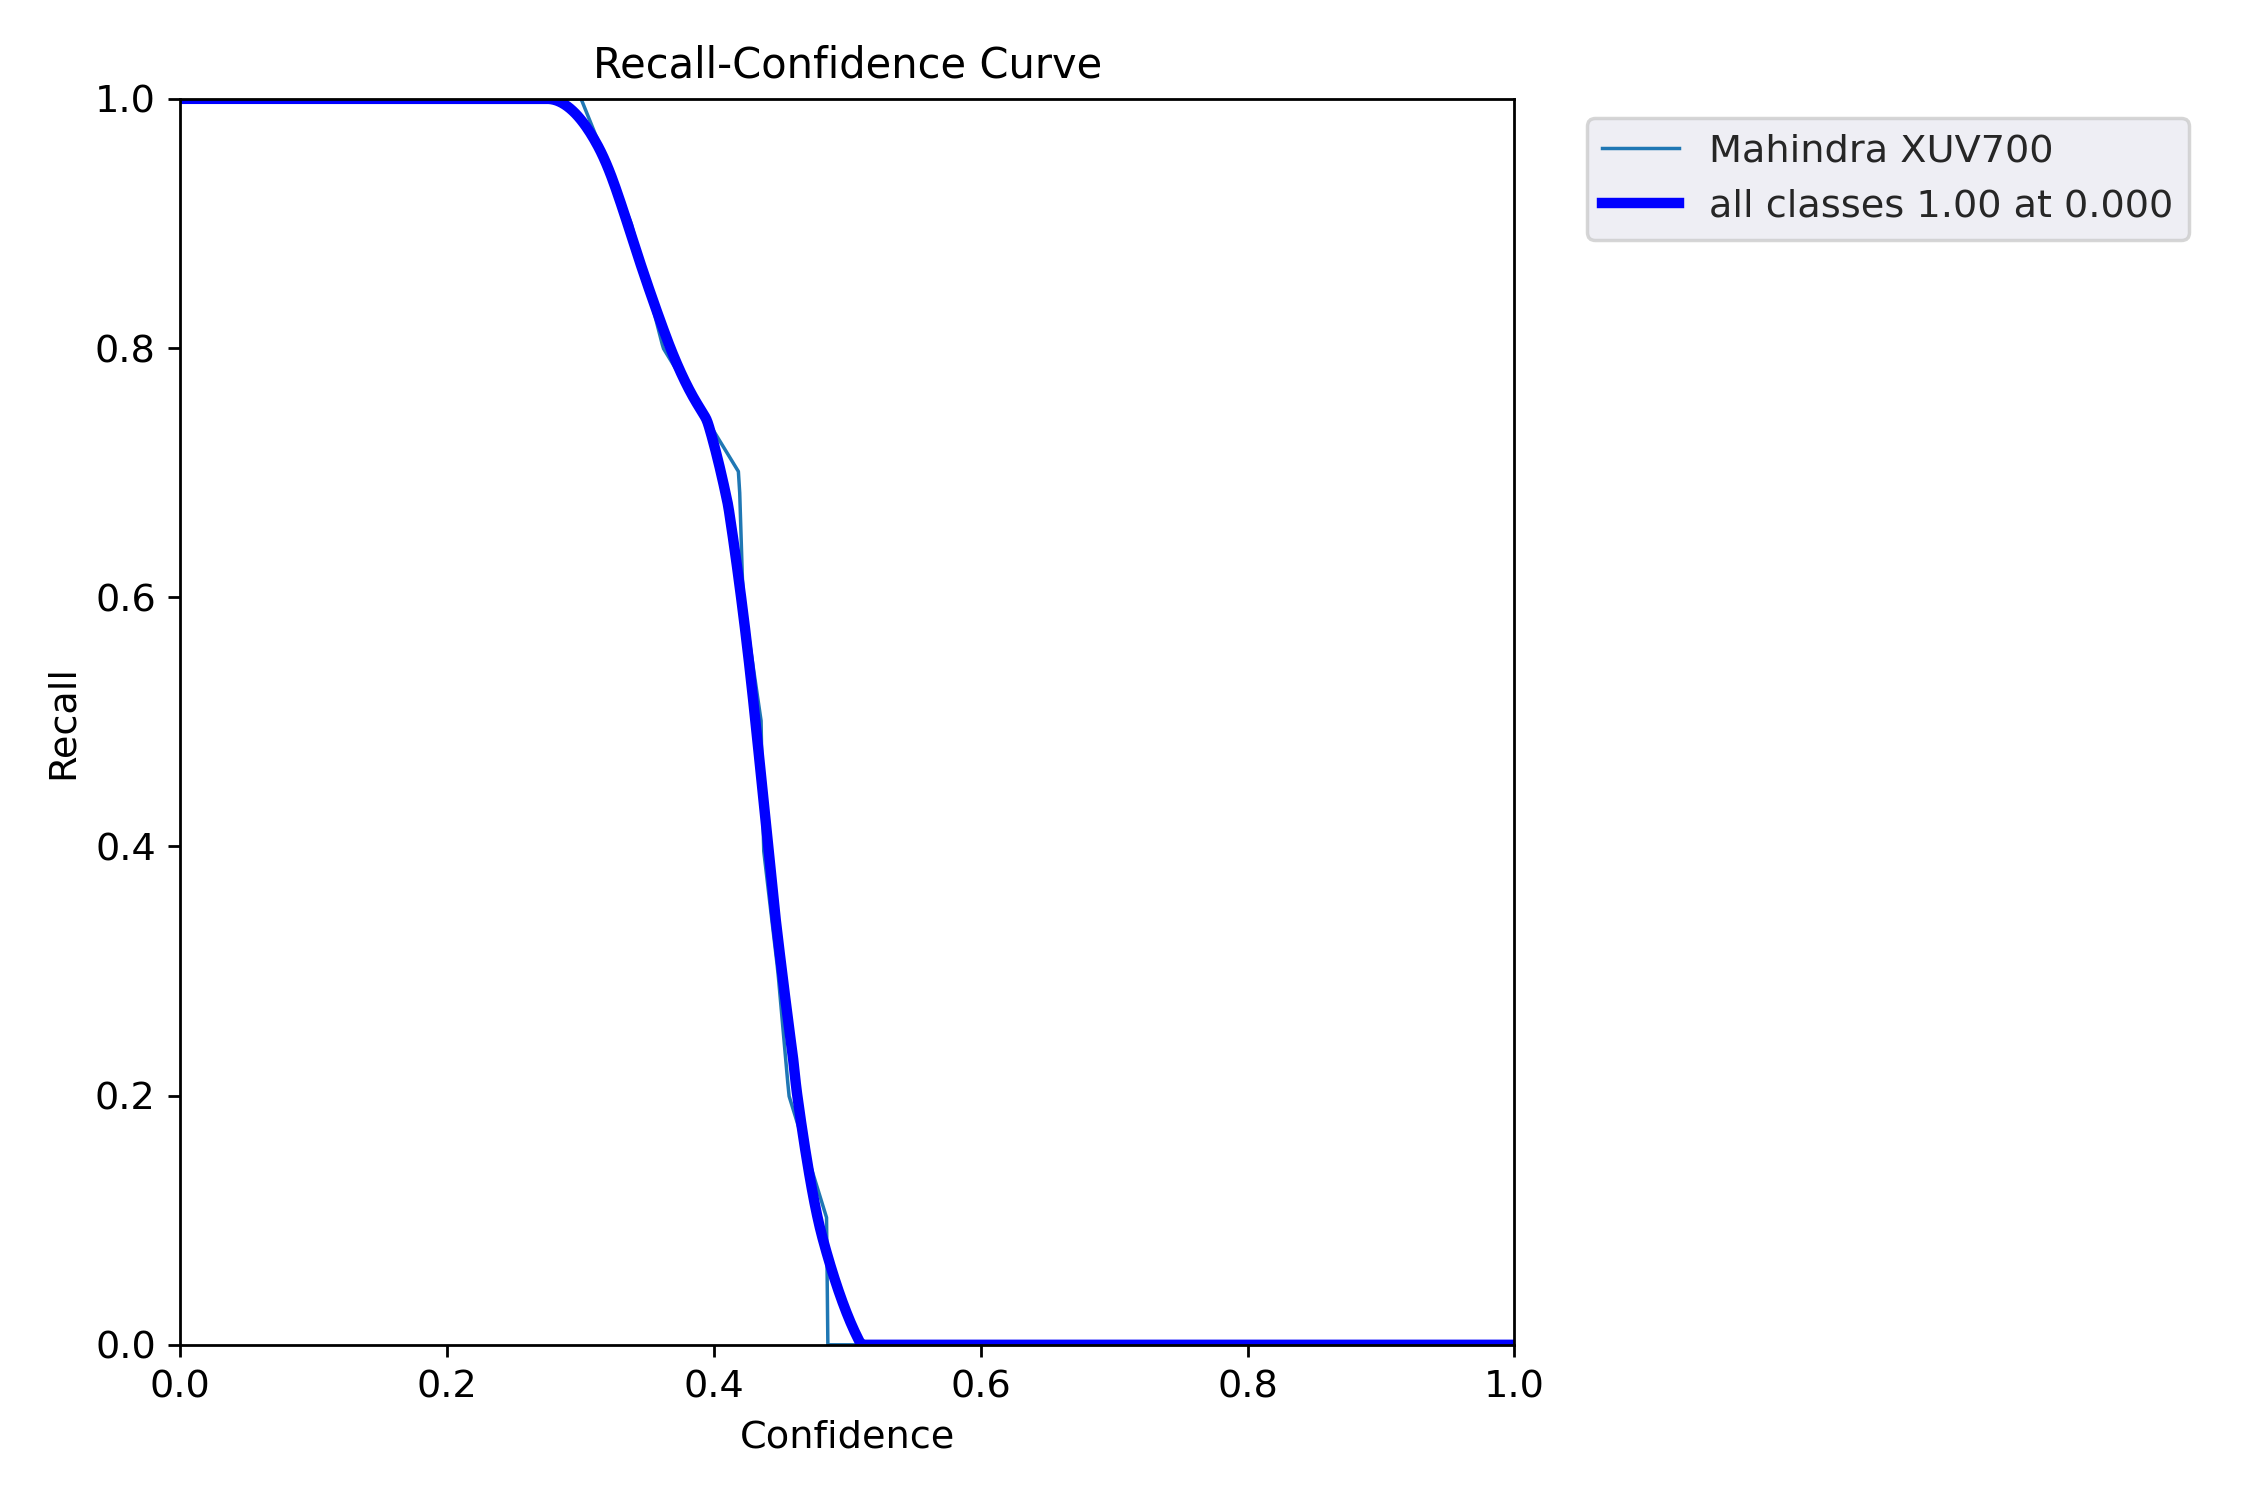 Recall-Confidence Curve
Mahindra XUV700
all classes 1.00 at 0.000
Recall
1.0
0.8
0.6
0.4
0.2
0.0
0.0 0.2 0.4 0.6 0.8 1.0
Confidence